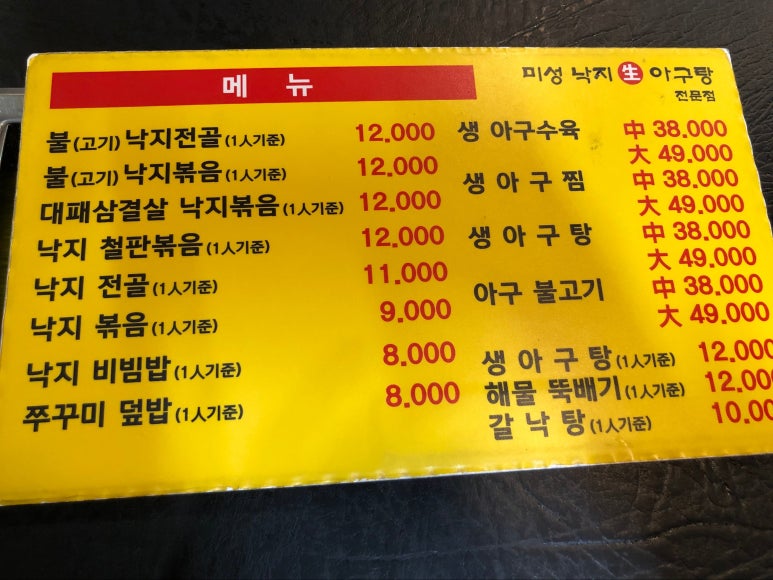 메 뉴
미성 낙지 生 아구탕
전문점
불(고기)낙지전골(1人기준) 12.000
불(고기)낙지볶음(1人기준) 12.000
대패삼결살 낙지볶음(1人기준) 12.000
낙지 철판볶음(1人기준) 12.000
낙지 전골(1人기준) 11.000
낙지 볶음(1人기준) 9.000
낙지 비빔밥(1人기준) 8.000
쭈꾸미 덮밥(1人기준) 8.000
생 아구수육 中 38.000
大 49.000
생 아 구 찜 中 38.000
大 49.000
생 아 구 탕 中 38.000
大 49.000
아구 불고기 中 38.000
大 49.000
생 아 구 탕(1人기준) 12.000
해물 뚝배기(1人기준) 12.000
갈 낙 탕(1人기준) 10.00